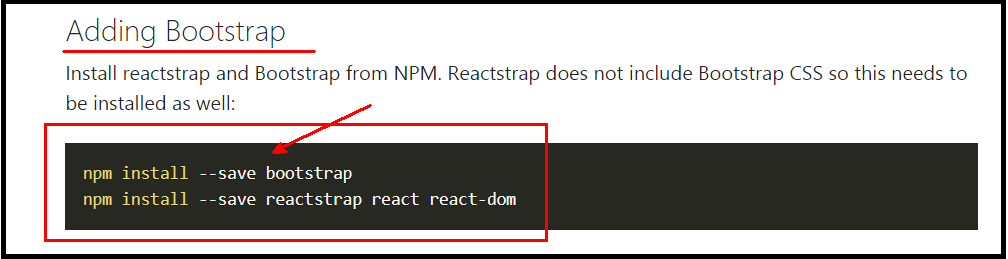 Adding Bootstrap
Install reactstrap and Bootstrap from NPM. Reactstrap does not include Bootstrap CSS so this needs to
be installed as well:
npm install --save bootstrap
npm install --save reactstrap react react-dom